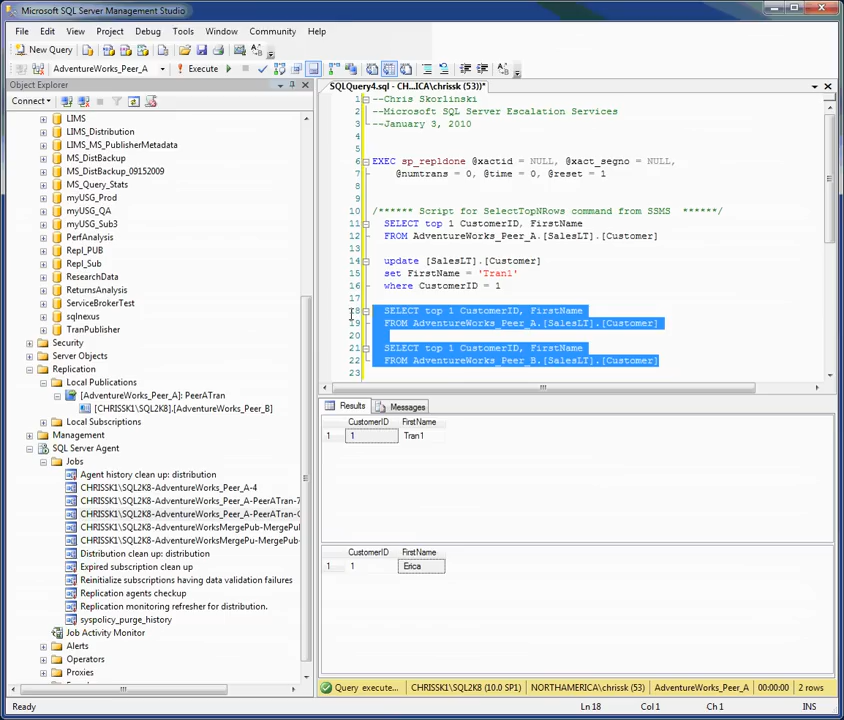 Microsoft SQL Server Management Studio
File Edit View Project Debug Tools Window Community Help
New Query
AdventureWorks_Peer_A Execute
Object Explorer
Connect
LIMS
LIMS_Distribution
LIMS_MS_PublisherMetadata
MS_DistBackup
MS_DistBackup_09152009
MS_Query_Stats
myUSG_Prod
myUSG_QA
myUSG_Sub3
PerfAnalysis
Repl_PUB
Repl_Sub
ResearchData
ReturnsAnalysis
ServiceBrokerTest
sqlnexus
TranPublisher
Security
Server Objects
Replication
Local Publications
[AdventureWorks_Peer_A]: PeerATran
[CHRISSK1\SQL2K8].[AdventureWorks_Peer_B]
Local Subscriptions
Management
SQL Server Agent
Jobs
Agent history clean up: distribution
CHRISSK1\SQL2K8-AdventureWorks_Peer_A-4
CHRISSK1\SQL2K8-AdventureWorks_Peer_A-PeerATran-7
CHRISSK1\SQL2K8-AdventureWorks_Peer_A-PeerATran-C
CHRISSK1\SQL2K8-AdventureWorksMergePub-MergePul
CHRISSK1\SQL2K8-AdventureWorksMergePu-MergePub-
Distribution clean up: distribution
Expired subscription clean up
Reinitialize subscriptions having data validation failures
Replication agents checkup
Replication monitoring refresher for distribution.
syspolicy_purge_history
Job Activity Monitor
Alerts
Operators
Proxies
SQLQuery4.sql - CH...ICA\chrissk (53))*
1 --Chris Skorlinski
2 --Microsoft SQL Server Escalation Services
3 --January 3, 2010
4
5
6 EXEC sp_repldone @xactid = NULL, @xact_segno = NULL,
7 @numtrans = 0, @time = 0, @reset = 1
8
9
10 /****** Script for SelectTopNRows command from SSMS ******/
11 SELECT top 1 CustomerID, FirstName
12 FROM AdventureWorks_Peer_A.[SalesLT].[Customer]
13
14 update [SalesLT].[Customer]
15 set FirstName = 'Tran1'
16 where CustomerID = 1
17
18 SELECT top 1 CustomerID, FirstName
19 FROM AdventureWorks_Peer_A.[SalesLT].[Customer]
20
21 SELECT top 1 CustomerID, FirstName
22 FROM AdventureWorks_Peer_B.[SalesLT].[Customer]
23
Results Messages
CustomerID FirstName
1 1 Tran1
CustomerID FirstName
1 1 Erica
Query execute... CHRISSK1\SQL2K8 (10.0 SP1) NORTHAMERICA\chrissk (53) AdventureWorks_Peer_A 00:00:00 2 rows
Ready Ln 18 Col 1 Ch 1 INS